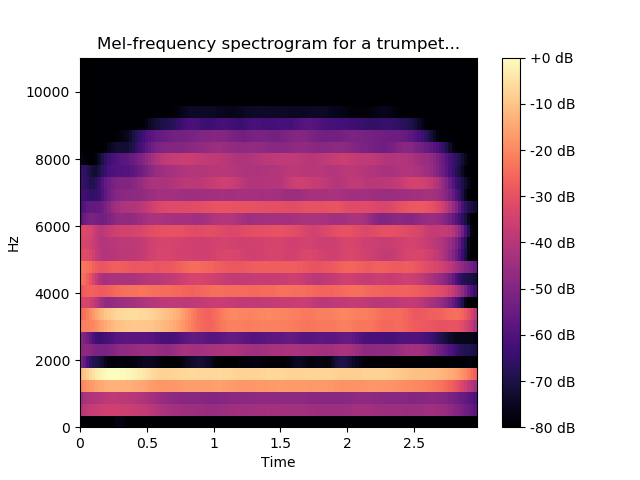 Mel-frequency spectrogram for a trumpet...
10000
8000
6000
4000
2000
0
Hz
0
0.5
1
1.5
2
2.5
Time
+0 dB
-10 dB
-20 dB
-30 dB
-40 dB
-50 dB
-60 dB
-70 dB
-80 dB